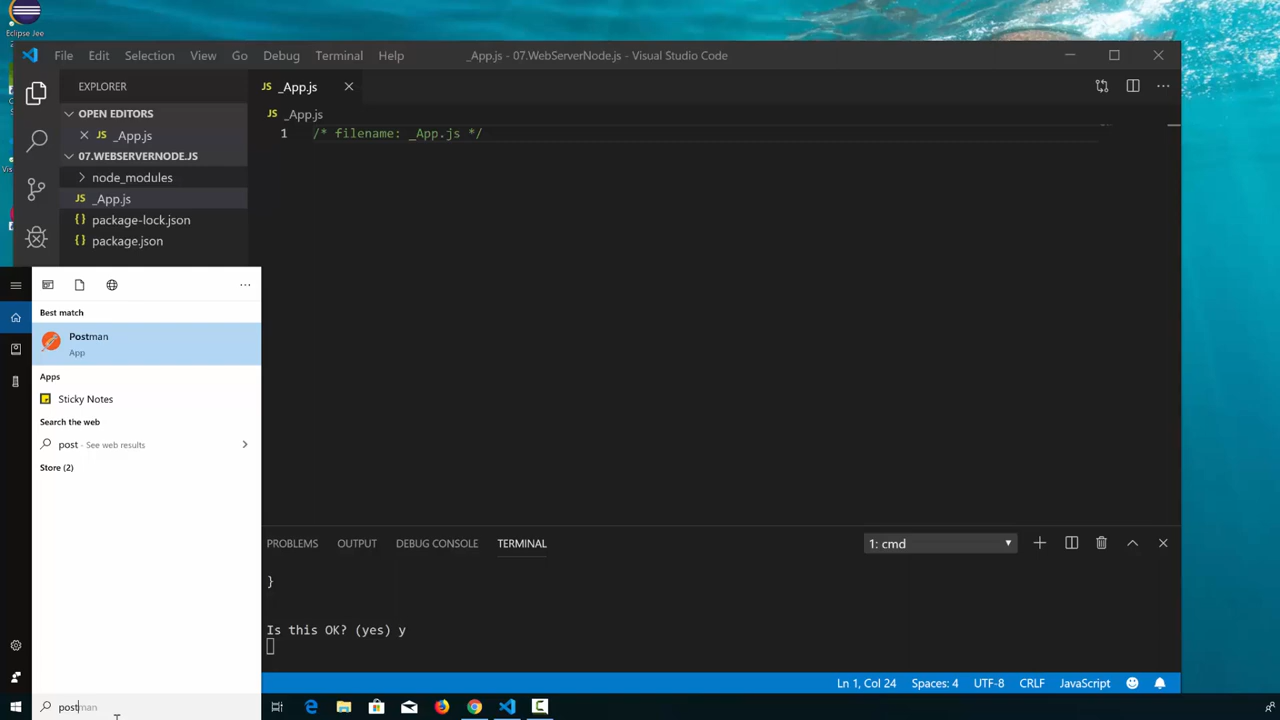 Eclipse Jee
File Edit Selection View Go Debug Terminal Help
_App.js - 07.WebServerNode.js - Visual Studio Code
EXPLORER
OPEN EDITORS
JS _App.js
07.WEBSERVERNODE.JS
node_modules
JS _App.js
{} package-lock.json
{} package.json
JS _App.js
JS _App.js
1 /* filename: _App.js */
Best match
Postman
App
Apps
Sticky Notes
Search the web
post - See web results
Store (2)
postman
PROBLEMS OUTPUT DEBUG CONSOLE TERMINAL
1: cmd
}
Is this OK? (yes) y
Ln 1, Col 24 Spaces: 4 UTF-8 CRLF JavaScript